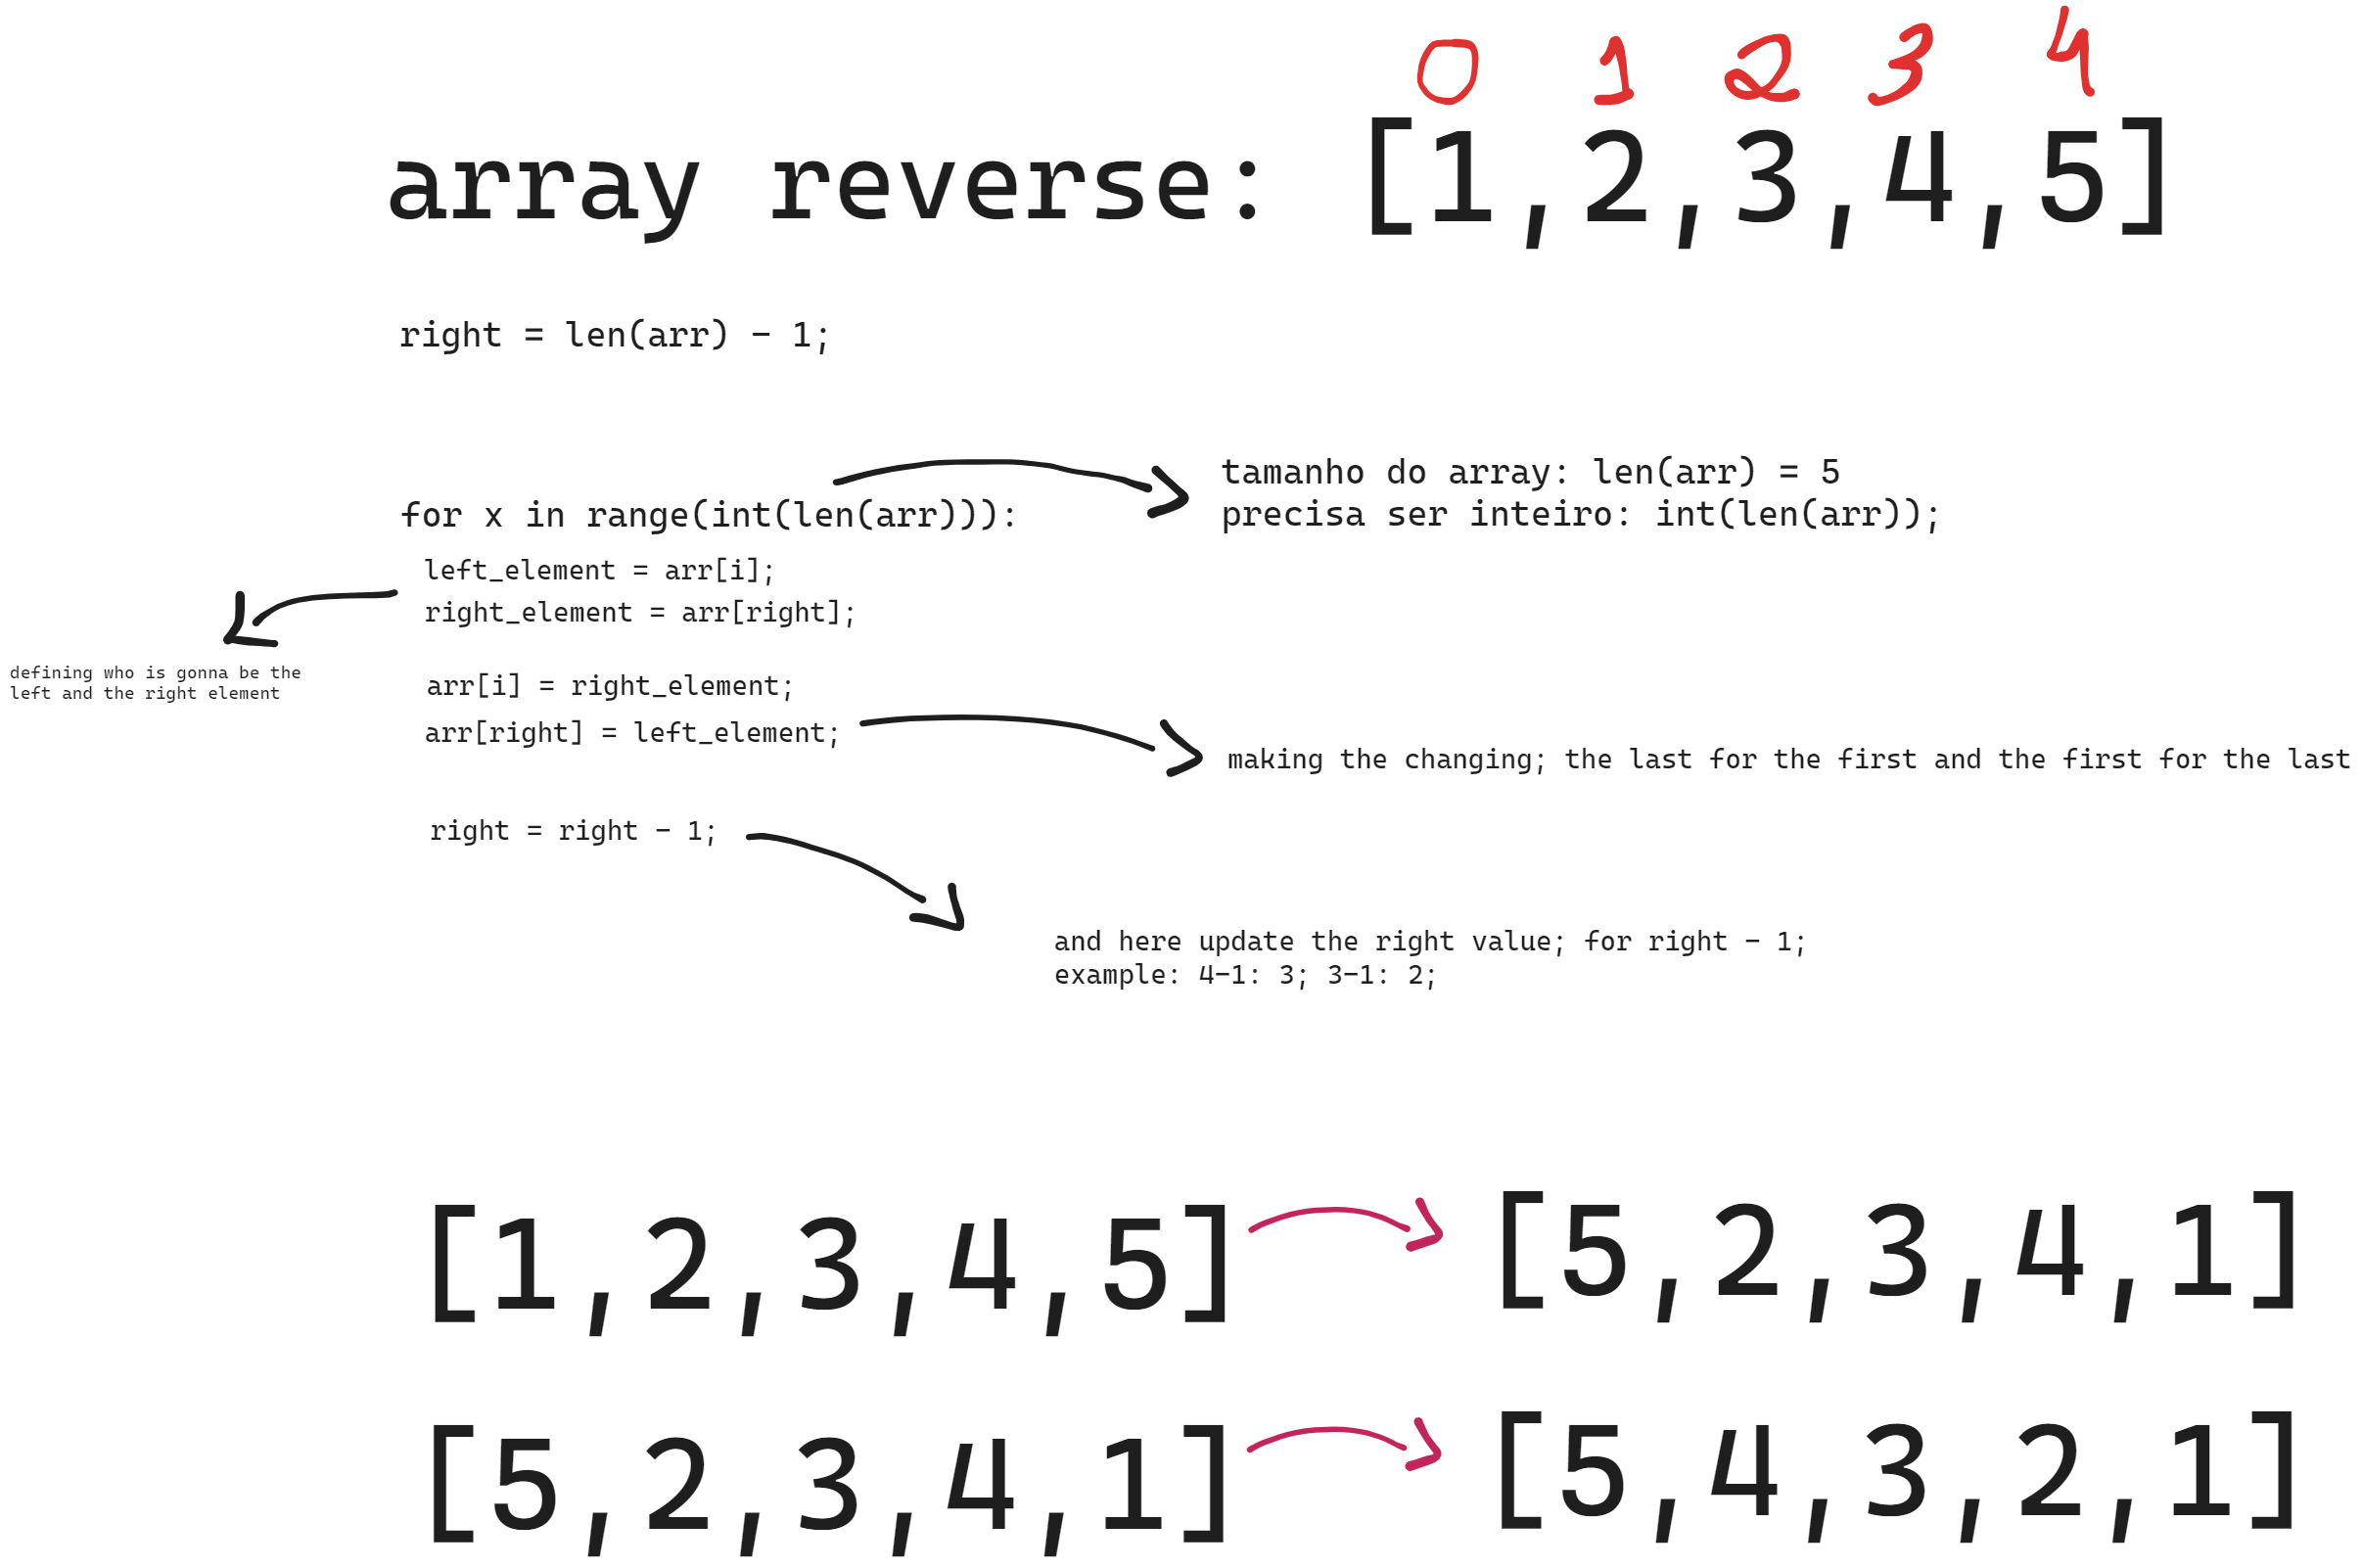 0 1 2 3 4
array reverse: [1,2,3,4,5]
right = len(arr) - 1;
tamanho do array: len(arr) = 5
for x in range(int(len(arr))):
precisa ser inteiro: int(len(arr));
left_element = arr[i];
right_element = arr[right];
defining who is gonna be the
left and the right element
arr[i] = right_element;
arr[right] = left_element;
making the changing; the last for the first and the first for the last
right = right - 1;
and here update the right value; for right - 1;
example: 4-1: 3; 3-1: 2;
[1,2,3,4,5] [5,2,3,4,1]
[5,2,3,4,1] [5,4,3,2,1]